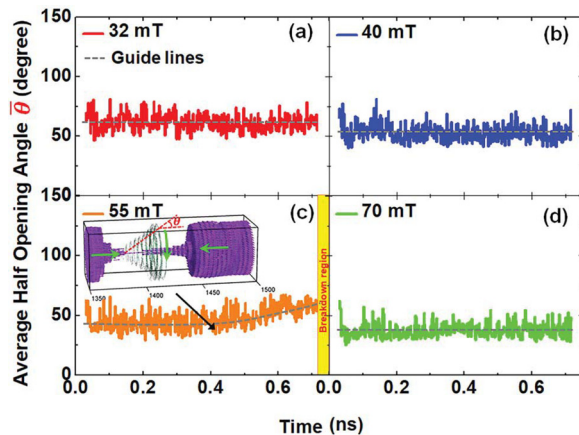 Average Half Opening Angle θ̄ (degree)
150
100
50
32 mT
Guide lines
(a)
40 mT
(b)
150
100
50
0
55 mT
(c)
θ
1350
1400
1450
1500
Breakdown region
70 mT
(d)
0.0 0.2 0.4 0.6 0.0 0.2 0.4 0.6
Time (ns)